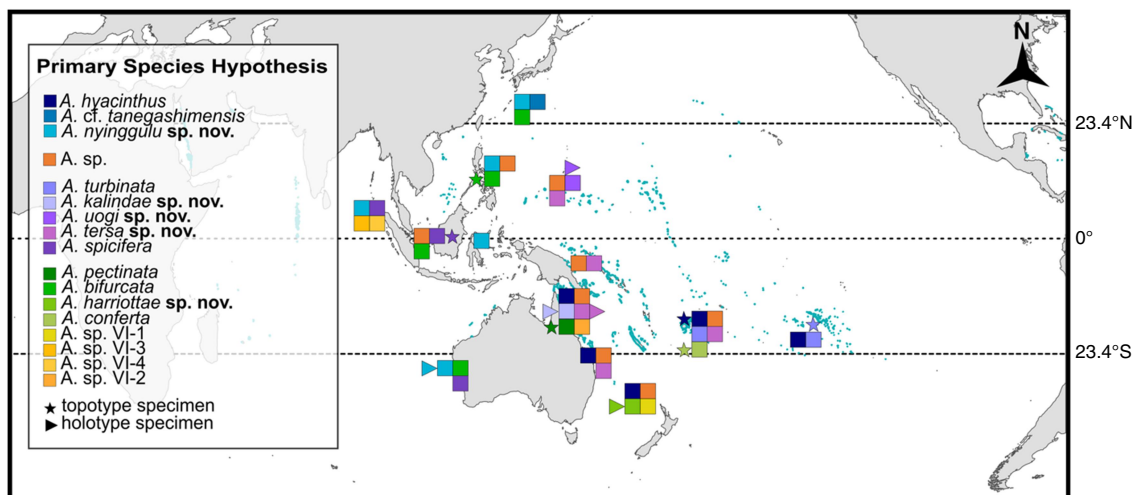 N
Primary Species Hypothesis
A. hyacinthus
A. cf. tanegashimensis
A. nyinggulu sp. nov.
A. sp.
A. turbinata
A. kalindae sp. nov.
A. uogi sp. nov.
A. tersa sp. nov.
A. spicifera
A. pectinata
A. bifurcata
A. harriottae sp. nov.
A. conferta
A. sp. VI-1
A. sp. VI-3
A. sp. VI-4
A. sp. VI-2
topotype specimen
holotype specimen
23.4°N
0°
23.4°S